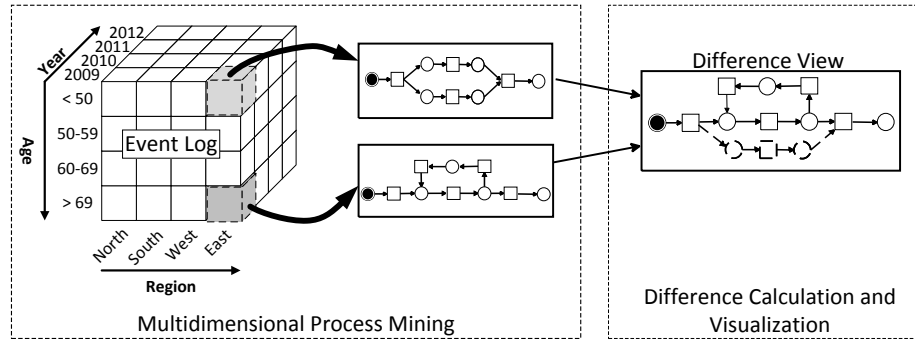 Year
2012
2011
2010
2009
Age
< 50
50-59
60-69
> 69
Event Log
North
South
West
East
Region
Multidimensional Process Mining
Difference View
Difference Calculation and
Visualization